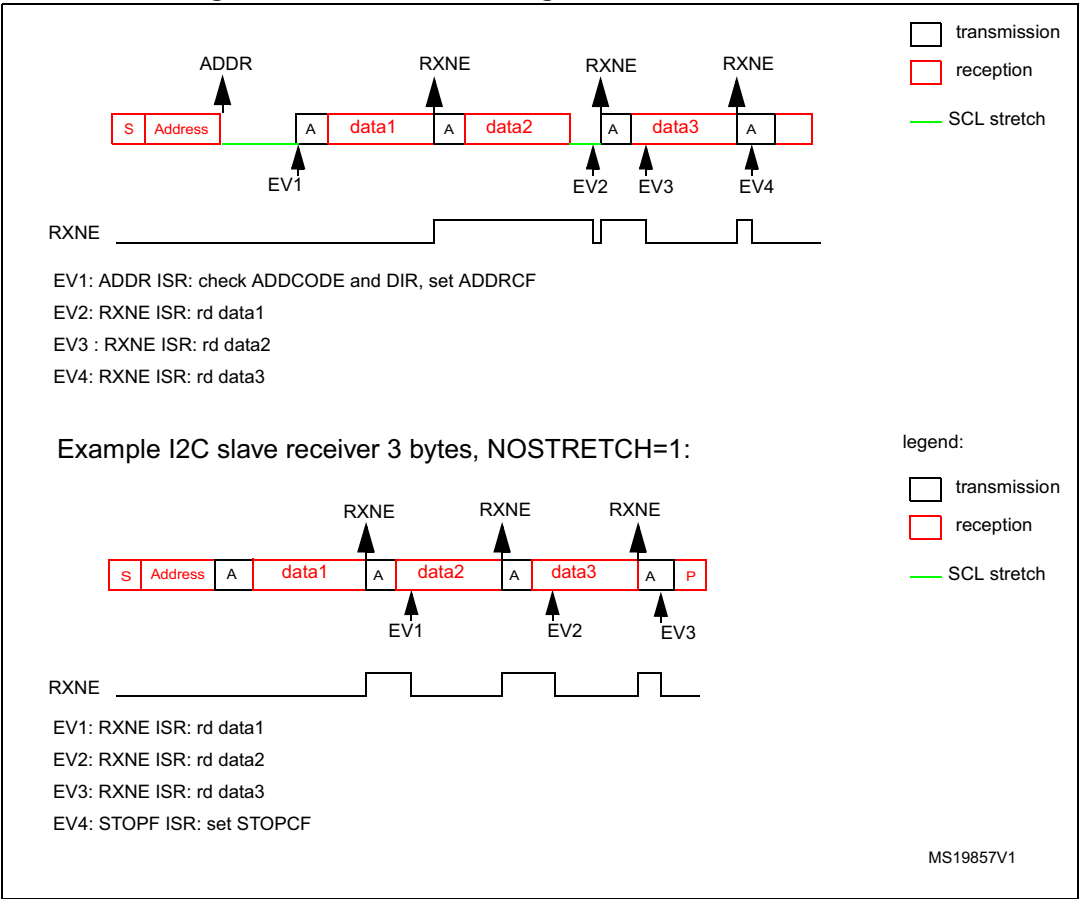 transmission
ADDR RXNE RXNE RXNE
reception
S Address A data1 A data2 A data3 A
SCL stretch
EV1 EV2 EV3 EV4
RXNE
EV1: ADDR ISR: check ADDCODE and DIR, set ADDRCF
EV2: RXNE ISR: rd data1
EV3 : RXNE ISR: rd data2
EV4: RXNE ISR: rd data3
Example I2C slave receiver 3 bytes, NOSTRETCH=1:
legend:
transmission
RXNE RXNE RXNE
reception
S Address A data1 A data2 A data3 A P
SCL stretch
EV1 EV2 EV3
RXNE
EV1: RXNE ISR: rd data1
EV2: RXNE ISR: rd data2
EV3: RXNE ISR: rd data3
EV4: STOPF ISR: set STOPCF
MS19857V1